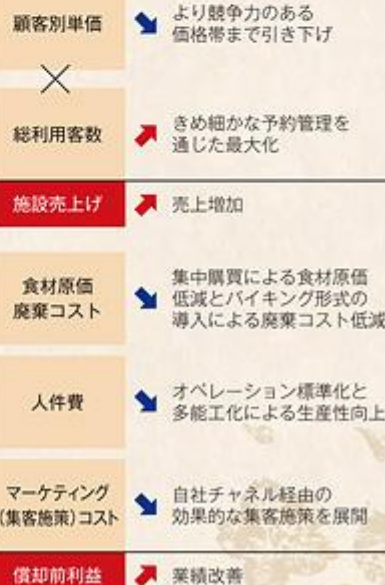 顧客別単価
より競争力のある
価格帯まで引き下げ
×
総利用客数
きめ細かな予約管理を
通じた最大化
施設売上げ
売上増加
食材原価
廃棄コスト
集中購買による食材原価
低減とバイキング形式の
導入による廃棄コスト低減
人件費
オペレーション標準化と
多能工化による生産性向上
マーケティング
(集客施策)コスト
自社チャネル経由の
効果的な集客施策を展開
償却前利益
業績改善